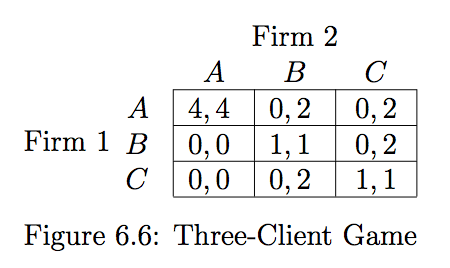 Firm 2
A B C
A 4, 4 0, 2 0, 2
Firm 1 B 0, 0 1, 1 0, 2
C 0, 0 0, 2 1, 1
Figure 6.6: Three-Client Game